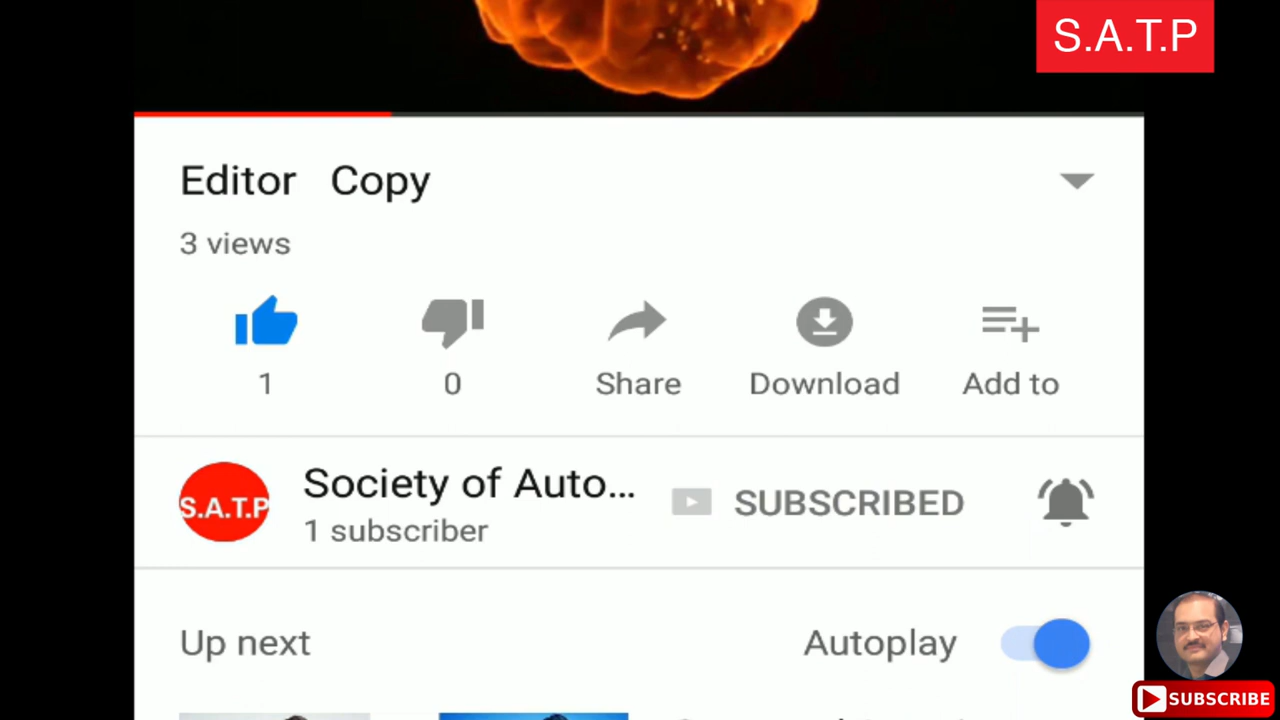 S.A.T.P
Editor Copy
3 views
1 0 Share Download Add to
S.A.T.P
Society of Auto...
1 subscriber
SUBSCRIBED
Up next Autoplay
SUBSCRIBE